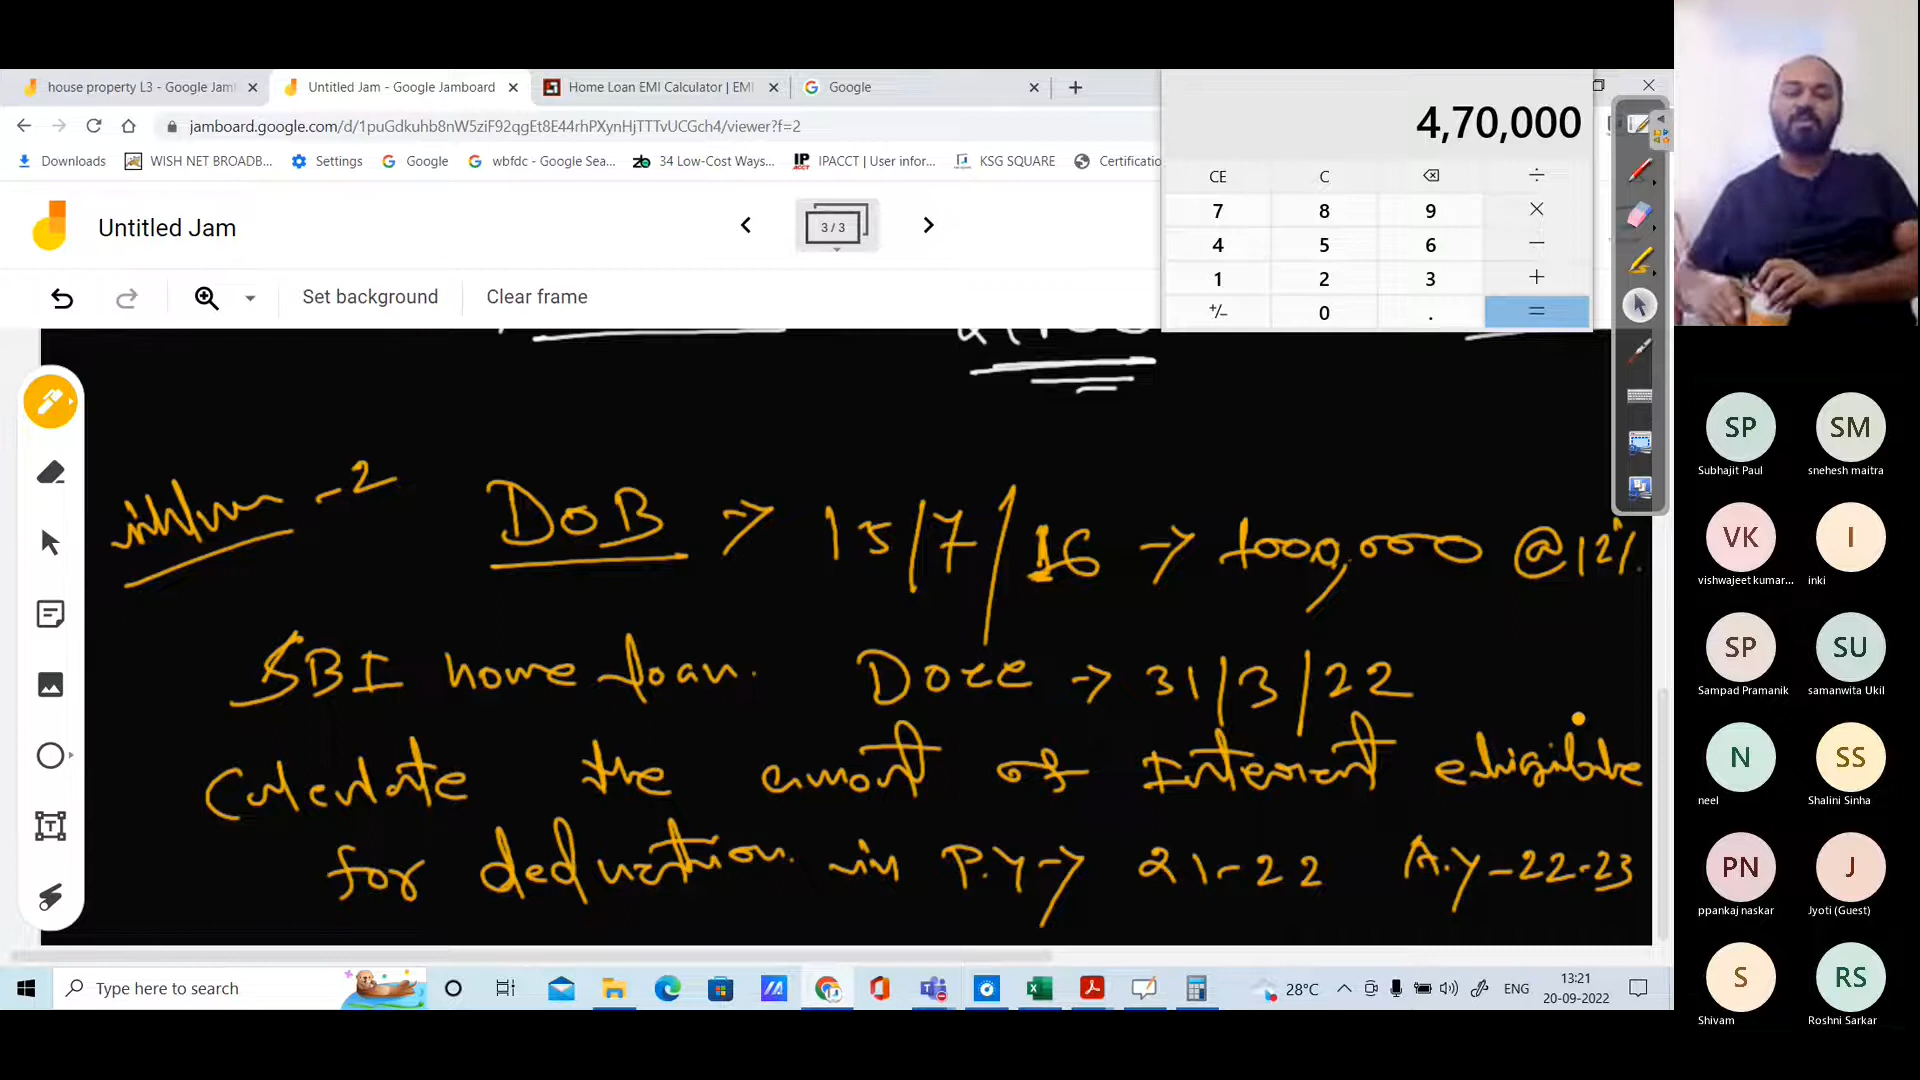 house property L3 - Google Jam
Untitled Jam - Google Jamboard
Home Loan EMI Calculator | EMI
Google
jamboard.google.com/d/1puGdkuhb8nW5ziF92qgEt8E44rhPXynHjTTTvUCGch4/viewer?f=2
Downloads
WISH NET BROADB...
Settings
Google
wbfdc - Google Sea...
34 Low-Cost Ways...
IPACCT | User infor...
KSG SQUARE
Certificatio
4,70,000
CE C ÷
7 8 9 ×
4 5 6 −
1 2 3 +
+/- 0 . =
Untitled Jam
3 / 3
Set background
Clear frame
-2 DOB → 15/7/16 → 1000,000 @12%
SBI home loan. Doce → 31/3/22
Calculate the amont of Interest eligible
for deduction in P.Y → 21-22 A.Y-22-23
SP
Subhajit Paul
SM
snehesh maitra
VK
vishwajeet kumar...
I
inki
SP
Sampad Pramanik
SU
samanwita Ukil
N
neel
SS
Shalini Sinha
PN
ppankaj naskar
J
Jyoti (Guest)
S
Shivam
RS
Roshni Sarkar
Type here to search
28°C
ENG
13:21
20-09-2022